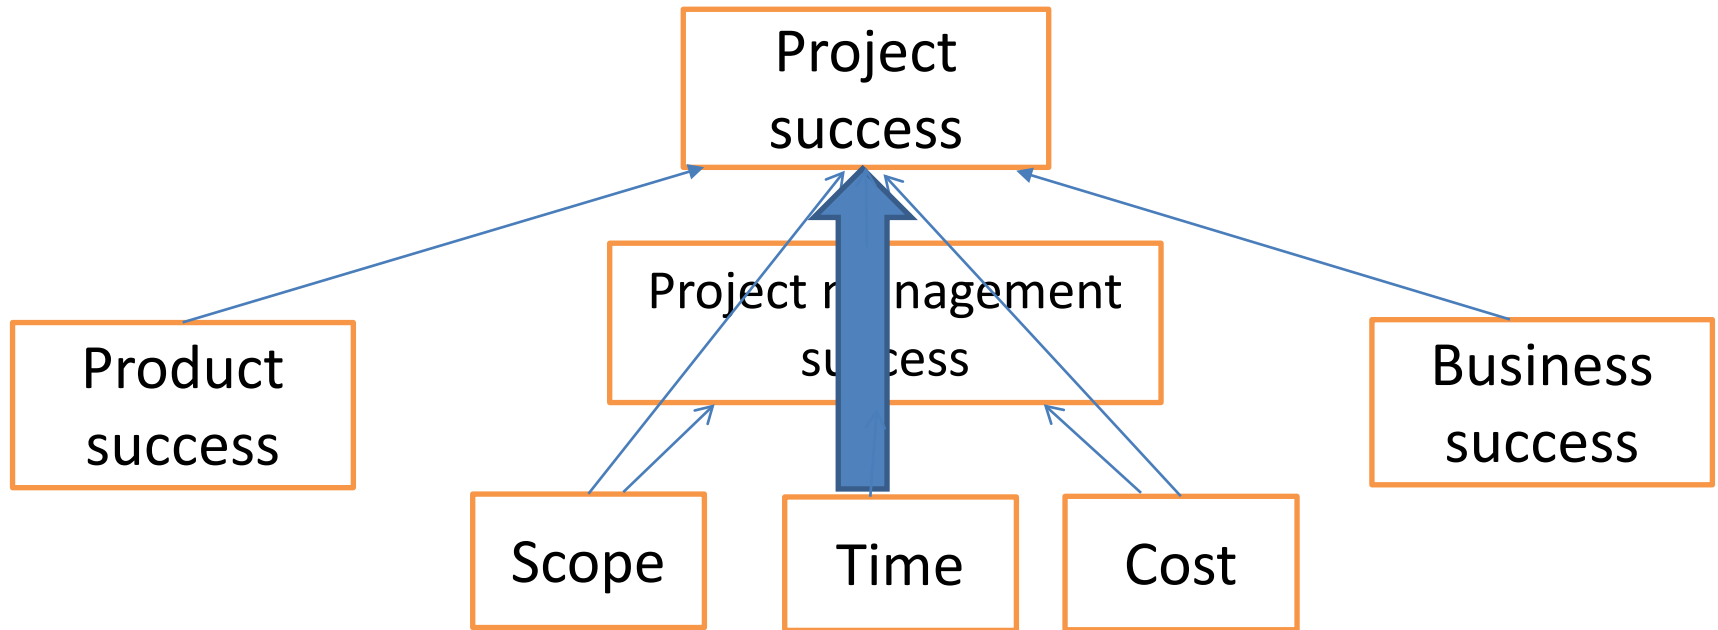 Project
success
Project management
success
Product
success
Business
success
Scope
Time
Cost